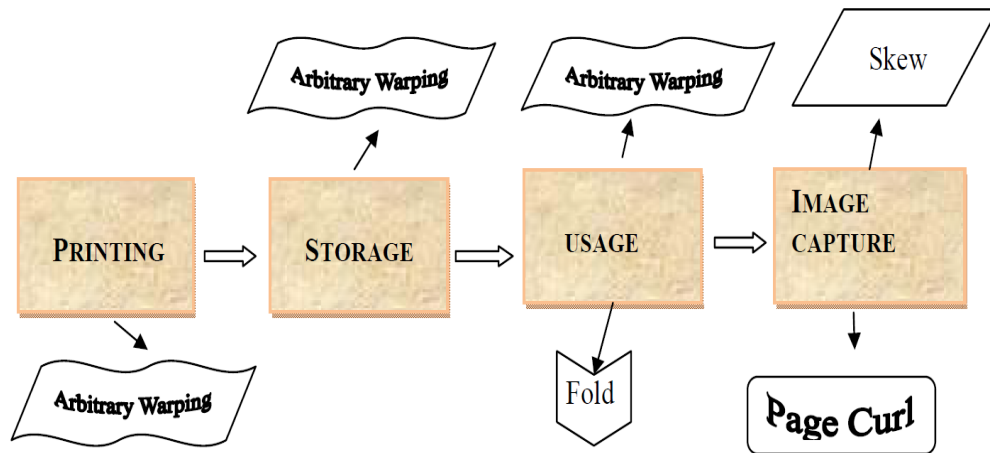 Arbitrary Warping
Arbitrary Warping
Skew
PRINTING
STORAGE
USAGE
IMAGE
CAPTURE
Arbitrary Warping
Fold
Page Curl